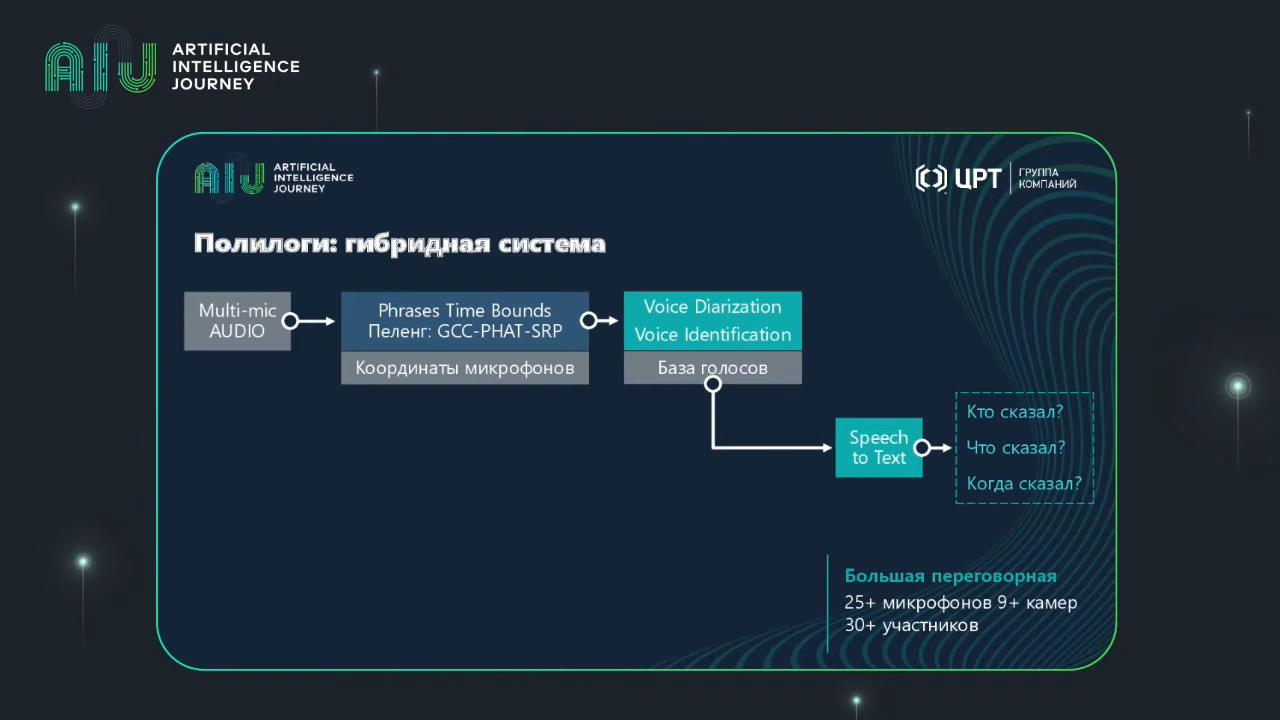 ARTIFICIAL
INTELLIGENCE
JOURNEY
ARTIFICIAL
INTELLIGENCE
JOURNEY
ЦРТ
ГРУППА
КОМПАНИЙ
Полилоги: гибридная система
Multi-mic
AUDIO
Phrases Time Bounds
Пеленг: GCC-PHAT-SRP
Координаты микрофонов
Voice Diarization
Voice Identification
База голосов
Speech
to Text
Кто сказал?
Что сказал?
Когда сказал?
Большая переговорная
25+ микрофонов 9+ камер
30+ участников